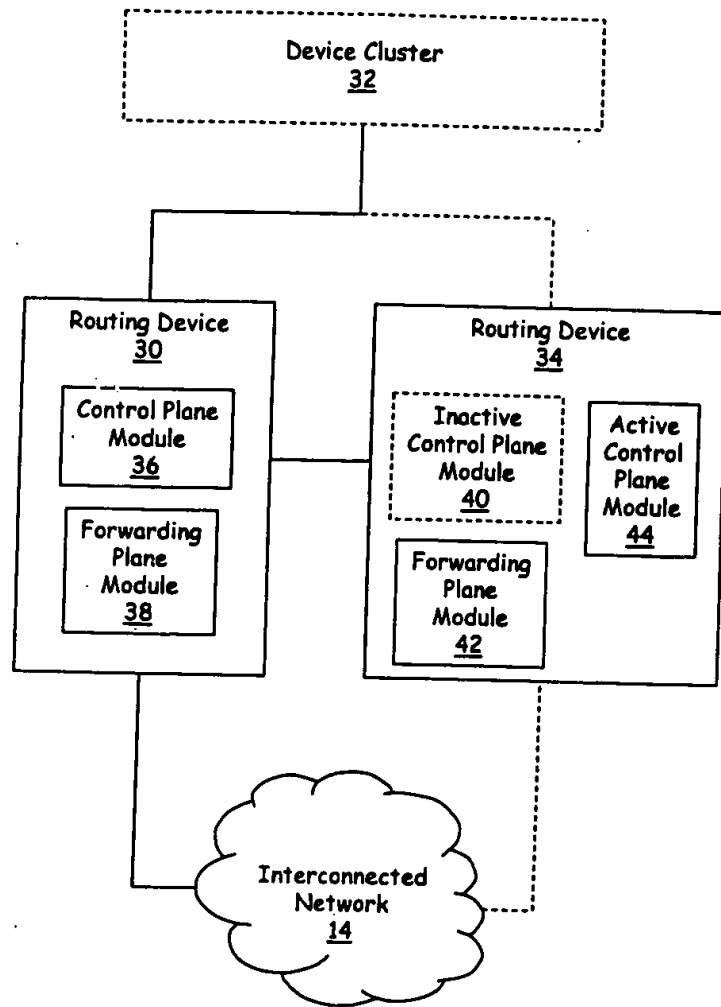 Device Cluster
32
Routing Device
30
Control Plane
Module
36
Forwarding
Plane
Module
38
Routing Device
34
Inactive
Control Plane
Module
40
Active
Control
Plane
Module
44
Forwarding
Plane
Module
42
Interconnected
Network
14